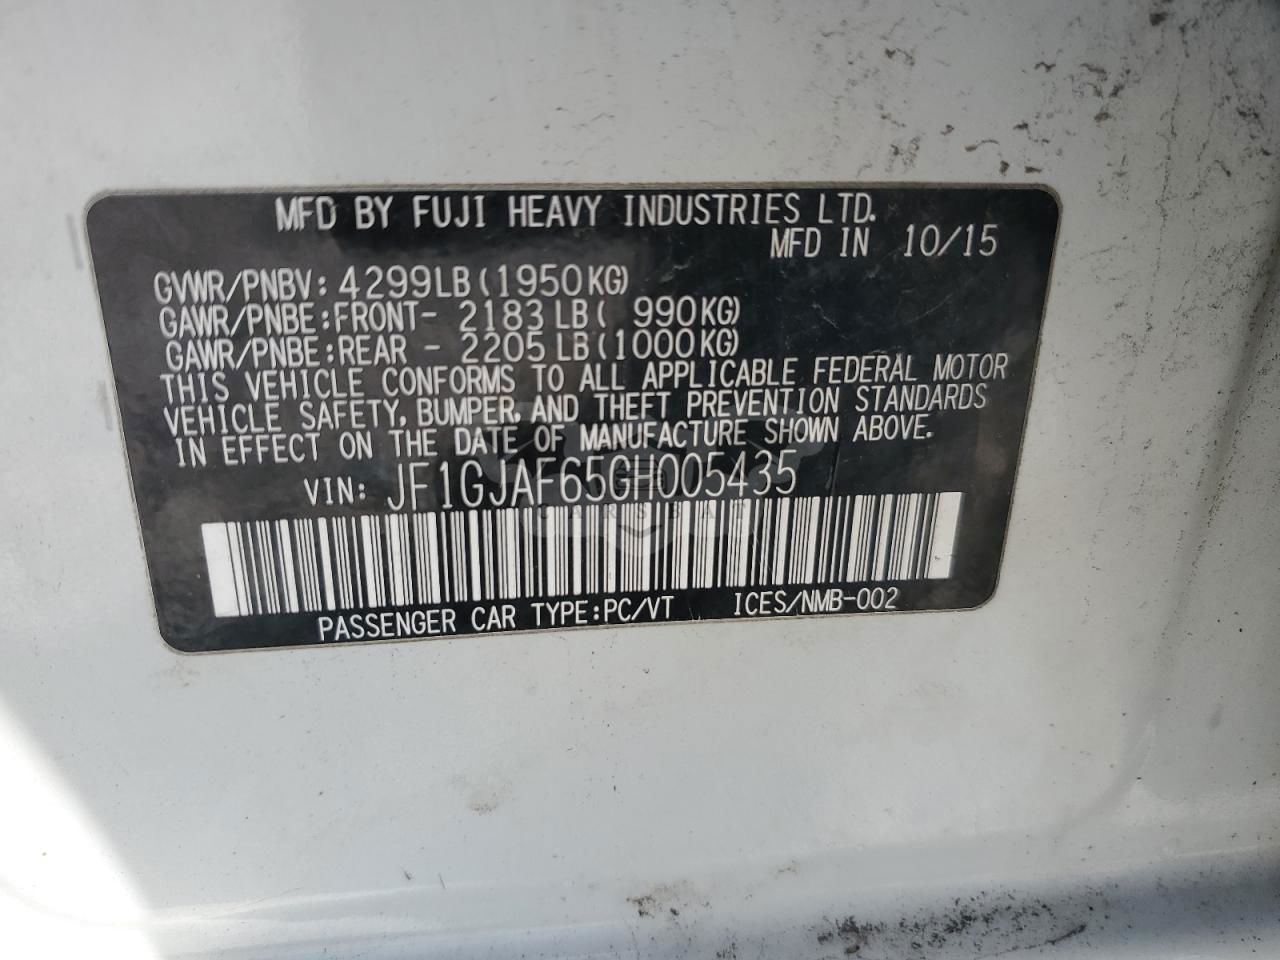 MFD BY FUJI HEAVY INDUSTRIES LTD.
MFD IN 10/15
GVWR/PNBV: 4299LB (1950KG)
GAWR/PNBE:FRONT- 2183 LB ( 990KG)
GAWR/PNBE:REAR - 2205 LB (1000KG)
THIS VEHICLE CONFORMS TO ALL APPLICABLE FEDERAL MOTOR
VEHICLE SAFETY, BUMPER, AND THEFT PREVENTION STANDARDS
IN EFFECT ON THE DATE OF MANUFACTURE SHOWN ABOVE.
VIN: JF1GJAF65GH005435
CARSBAT
PASSENGER CAR TYPE:PC/VT ICES/NMB-002